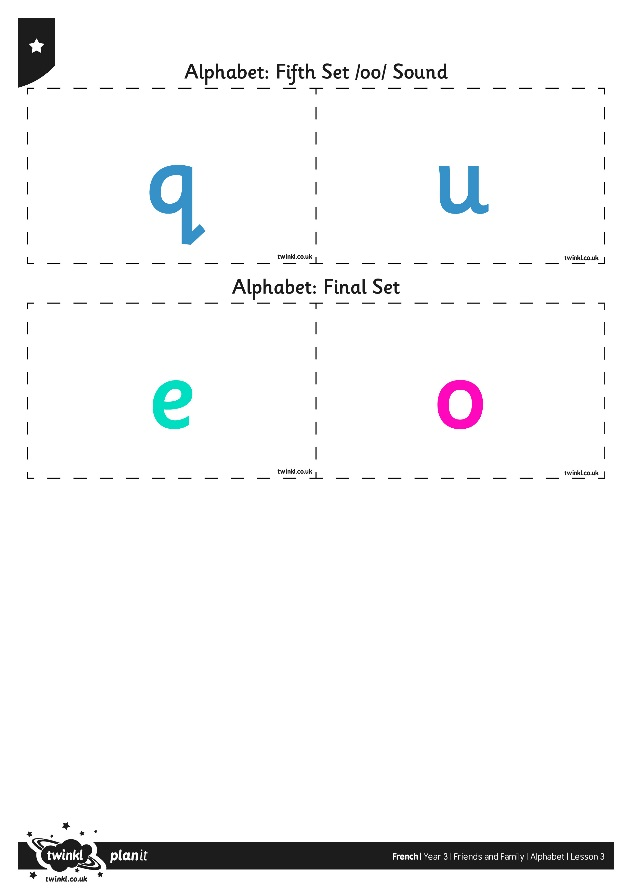 Alphabet: Fifth Set /oo/ Sound
q u
twinkl.co.uk twinkl.co.uk
Alphabet: Final Set
e o
twinkl.co.uk twinkl.co.uk
twinkl planit
twinkl.co.uk
French | Year 3 | Friends and Family | Alphabet | Lesson 3